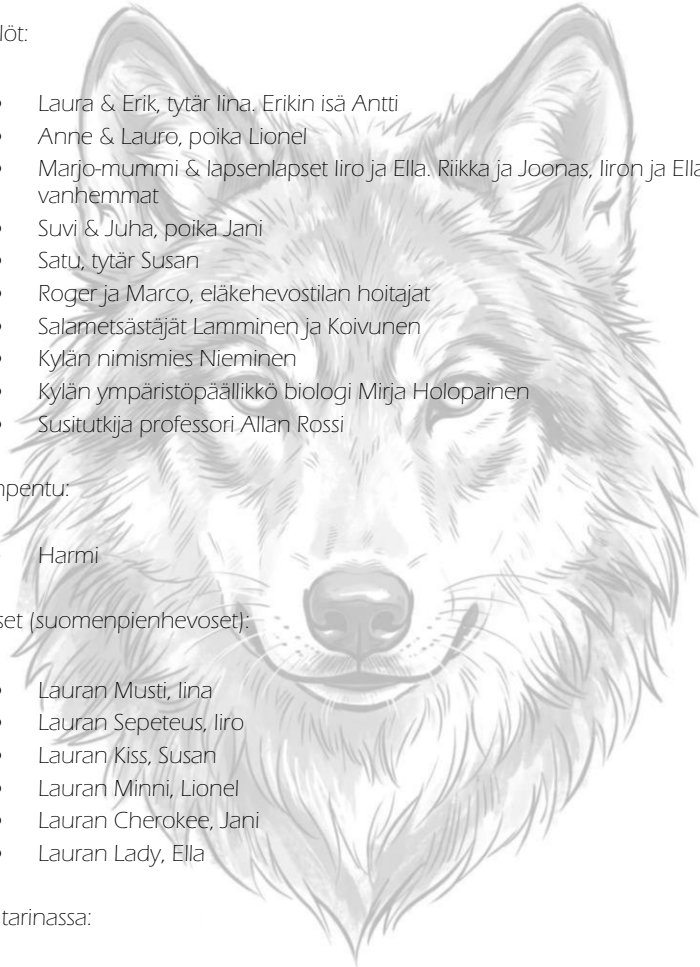 löt:
Laura & Erik, tytär Iina. Erikin isä Antti
Anne & Lauro, poika Lionel
Marjo-mummi & lapsenlapset Iiro ja Ella. Riikka ja Joonas, Iiron ja Ella
vanhemmat
Suvi & Juha, poika Jani
Satu, tytär Susan
Roger ja Marco, eläkehevostilan hoitajat
Salametsästäjät Lamminen ja Koivunen
Kylän nimismies Nieminen
Kylän ympäristöpäällikkö biologi Mirja Holopainen
Susitutkija professori Allan Rossi
npentu:
Harmi
set (suomenpienhevoset):
Lauran Musti, Iina
Lauran Sepeteus, Iiro
Lauran Kiss, Susan
Lauran Minni, Lionel
Lauran Cherokee, Jani
Lauran Lady, Ella
tarinassa: